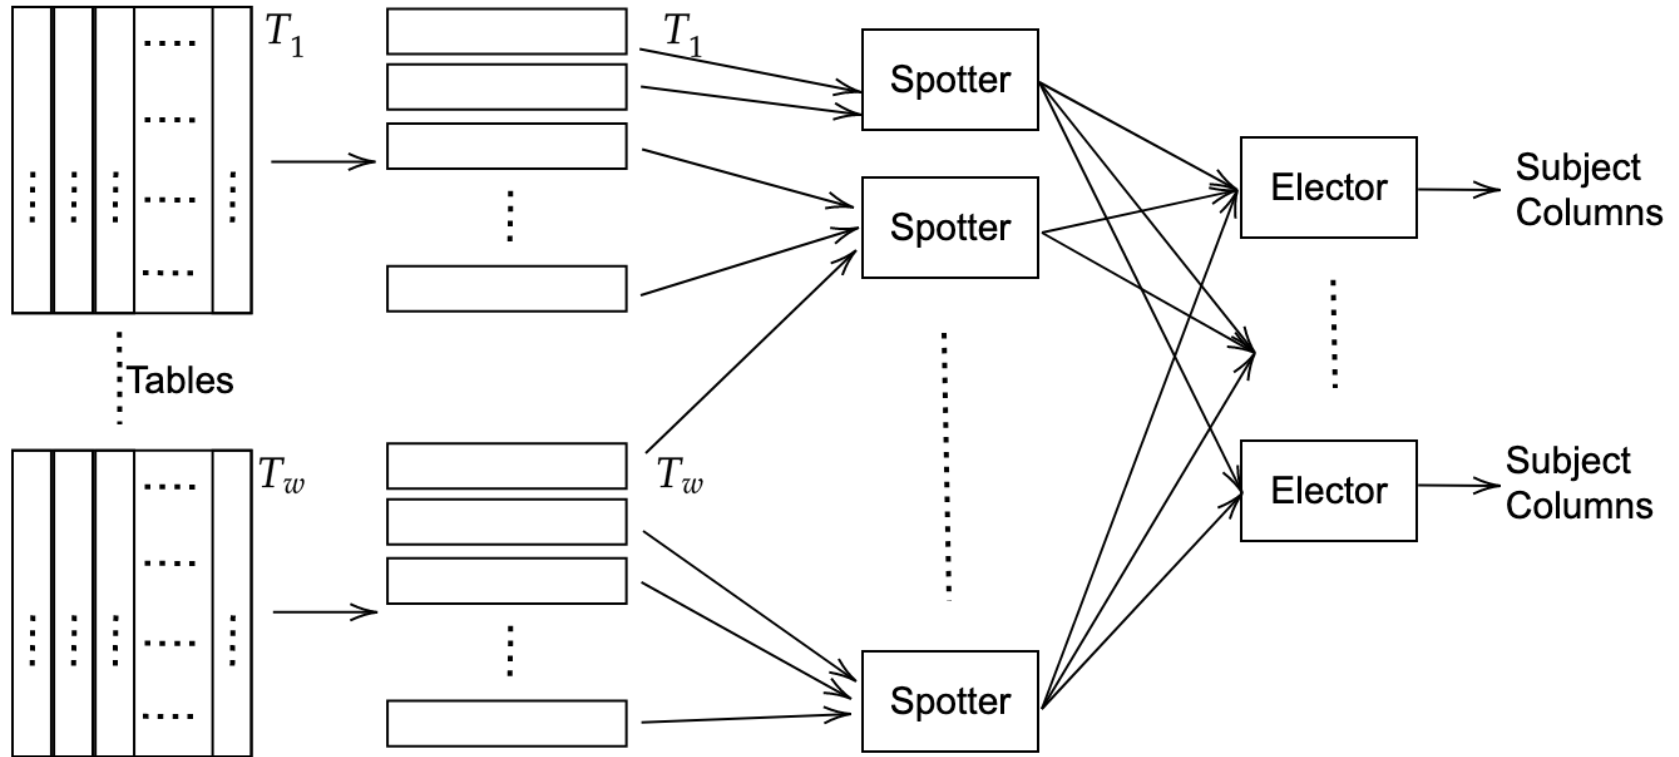 T1
T1
Spotter
Spotter
Elector
Subject
Columns
Tables
Tw
Tw
Elector
Subject
Columns
Spotter